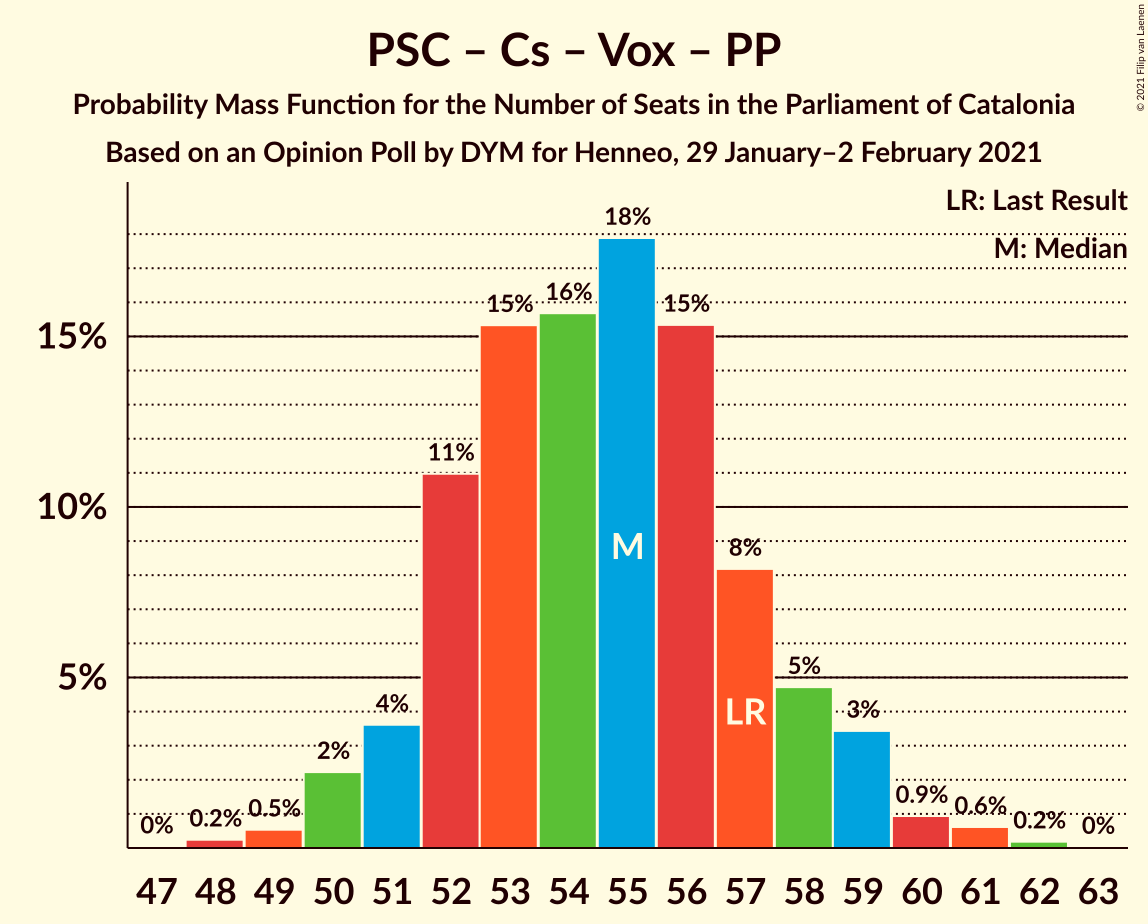 PSC – Cs – Vox – PP
Probability Mass Function for the Number of Seats in the Parliament of Catalonia
Based on an Opinion Poll by DYM for Henneo, 29 January–2 February 2021
© 2021 Filip van Laenen
LR: Last Result
M: Median
15%
10%
5%
0%
0.2%
0.5%
2%
4%
11%
15%
16%
18%
15%
8%
5%
3%
0.9%
0.6%
0.2%
0%
M
LR
47 48 49 50 51 52 53 54 55 56 57 58 59 60 61 62 63